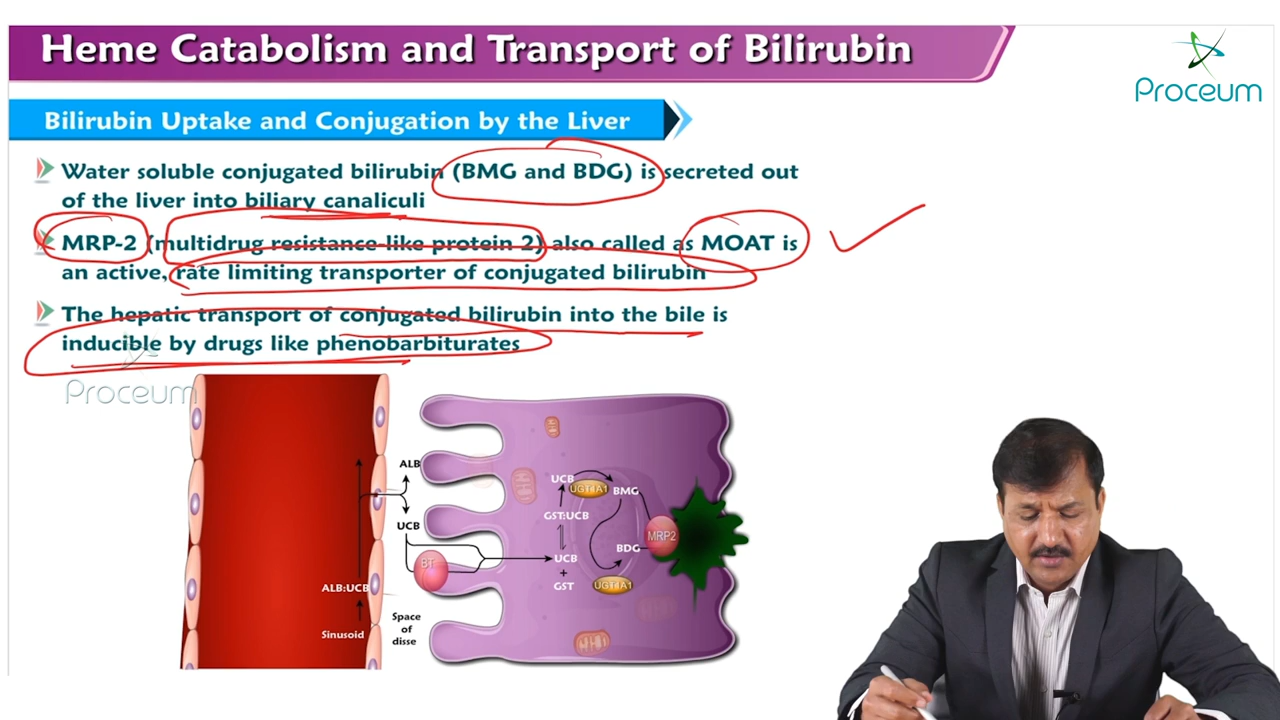 Heme Catabolism and Transport of Bilirubin
Proceum
Bilirubin Uptake and Conjugation by the Liver
Water soluble conjugated bilirubin (BMG and BDG) is secreted out
of the liver into biliary canaliculi
MRP-2 (multidrug resistance-like protein 2) also called as MOAT is
an active, rate limiting transporter of conjugated bilirubin
The hepatic transport of conjugated bilirubin into the bile is
inducible by drugs like phenobarbiturates
Proceum
ALB
UCB
UGT1A1
BMG
GST:UCB
UCB
MRP2
BDG
BT
UCB
+
GST
UGT1A1
ALB:UCB
Space
of
disse
Sinusoid